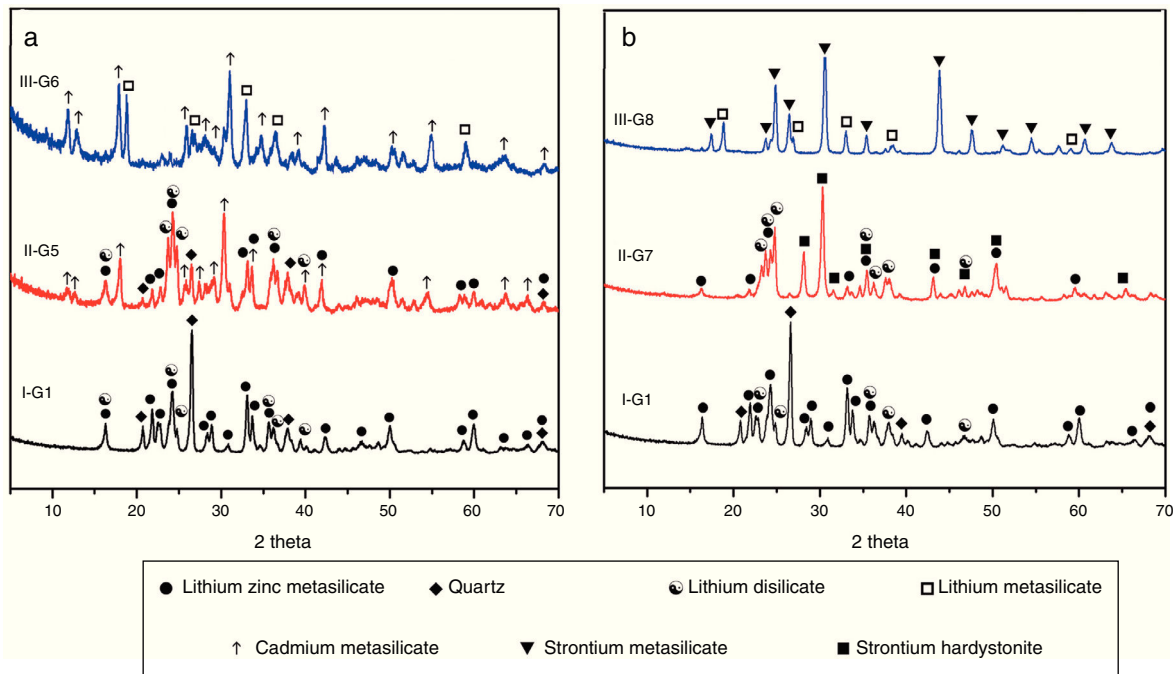 a
III-G6
II-G5
I-G1
10 20 30 40 50 60 70
2 theta
b
III-G8
II-G7
I-G1
10 20 30 40 50 60 70
2 theta
Lithium zinc metasilicate Quartz Lithium disilicate Lithium metasilicate
Cadmium metasilicate Strontium metasilicate Strontium hardystonite